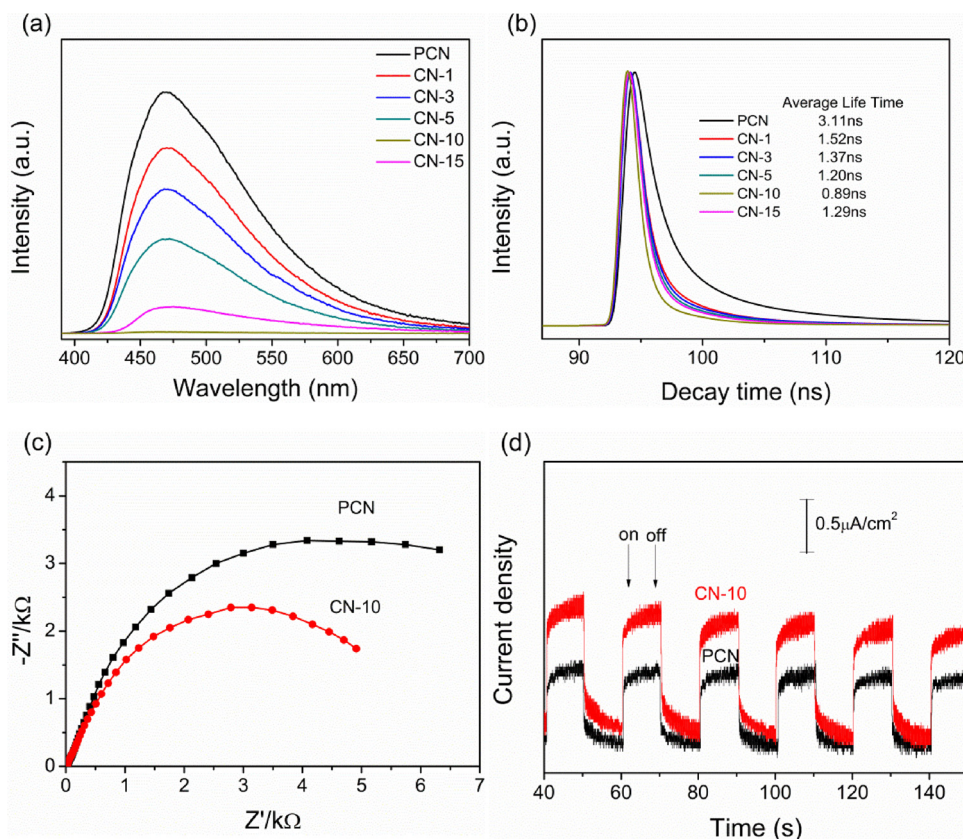 (a)
PCN
CN-1
CN-3
CN-5
CN-10
CN-15
Intensity (a.u.)
400 450 500 550 600 650 700
Wavelength (nm)
(b)
Average Life Time
PCN 3.11ns
CN-1 1.52ns
CN-3 1.37ns
CN-5 1.20ns
CN-10 0.89ns
CN-15 1.29ns
Intensity (a.u.)
90 100 110 120
Decay time (ns)
(c)
4
3
2
1
0
-Z"/kΩ
PCN
CN-10
0 1 2 3 4 5 6 7
Z'/kΩ
(d)
0.5μA/cm²
on off
CN-10
PCN
Current density
40 60 80 100 120 140
Time (s)